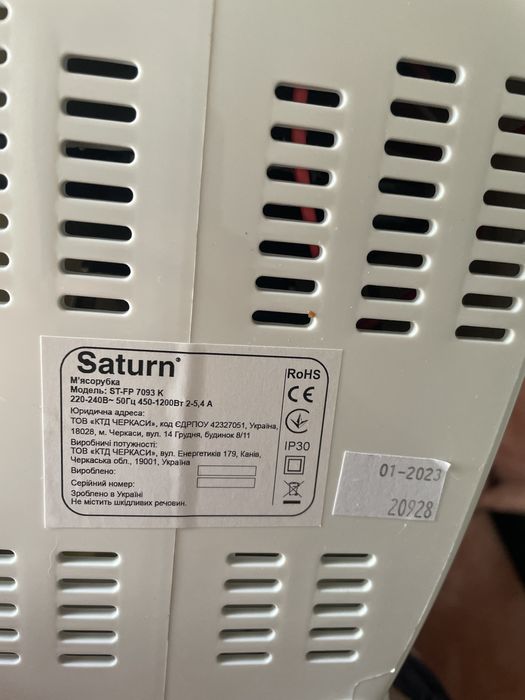 Saturn®
М'ясорубка
Модель: ST-FP 7093 K
220-240В~ 50Гц 450-1200Вт 2-5,4 А
Юридична адреса:
ТОВ «КТД ЧЕРКАСИ», код ЄДРПОУ 42327051, Україна,
18028, м. Черкаси, вул. 14 Грудня, будинок 8/11
Виробничі потужності:
ТОВ «КТД ЧЕРКАСИ», вул. Енергетиків 179, Канів,
Черкаська обл., 19001, Україна
Вироблено:
Серійний номер:
Зроблено в Україні
Не містить шкідливих речовин.
RoHS
CE
IP30
01-2023
20928